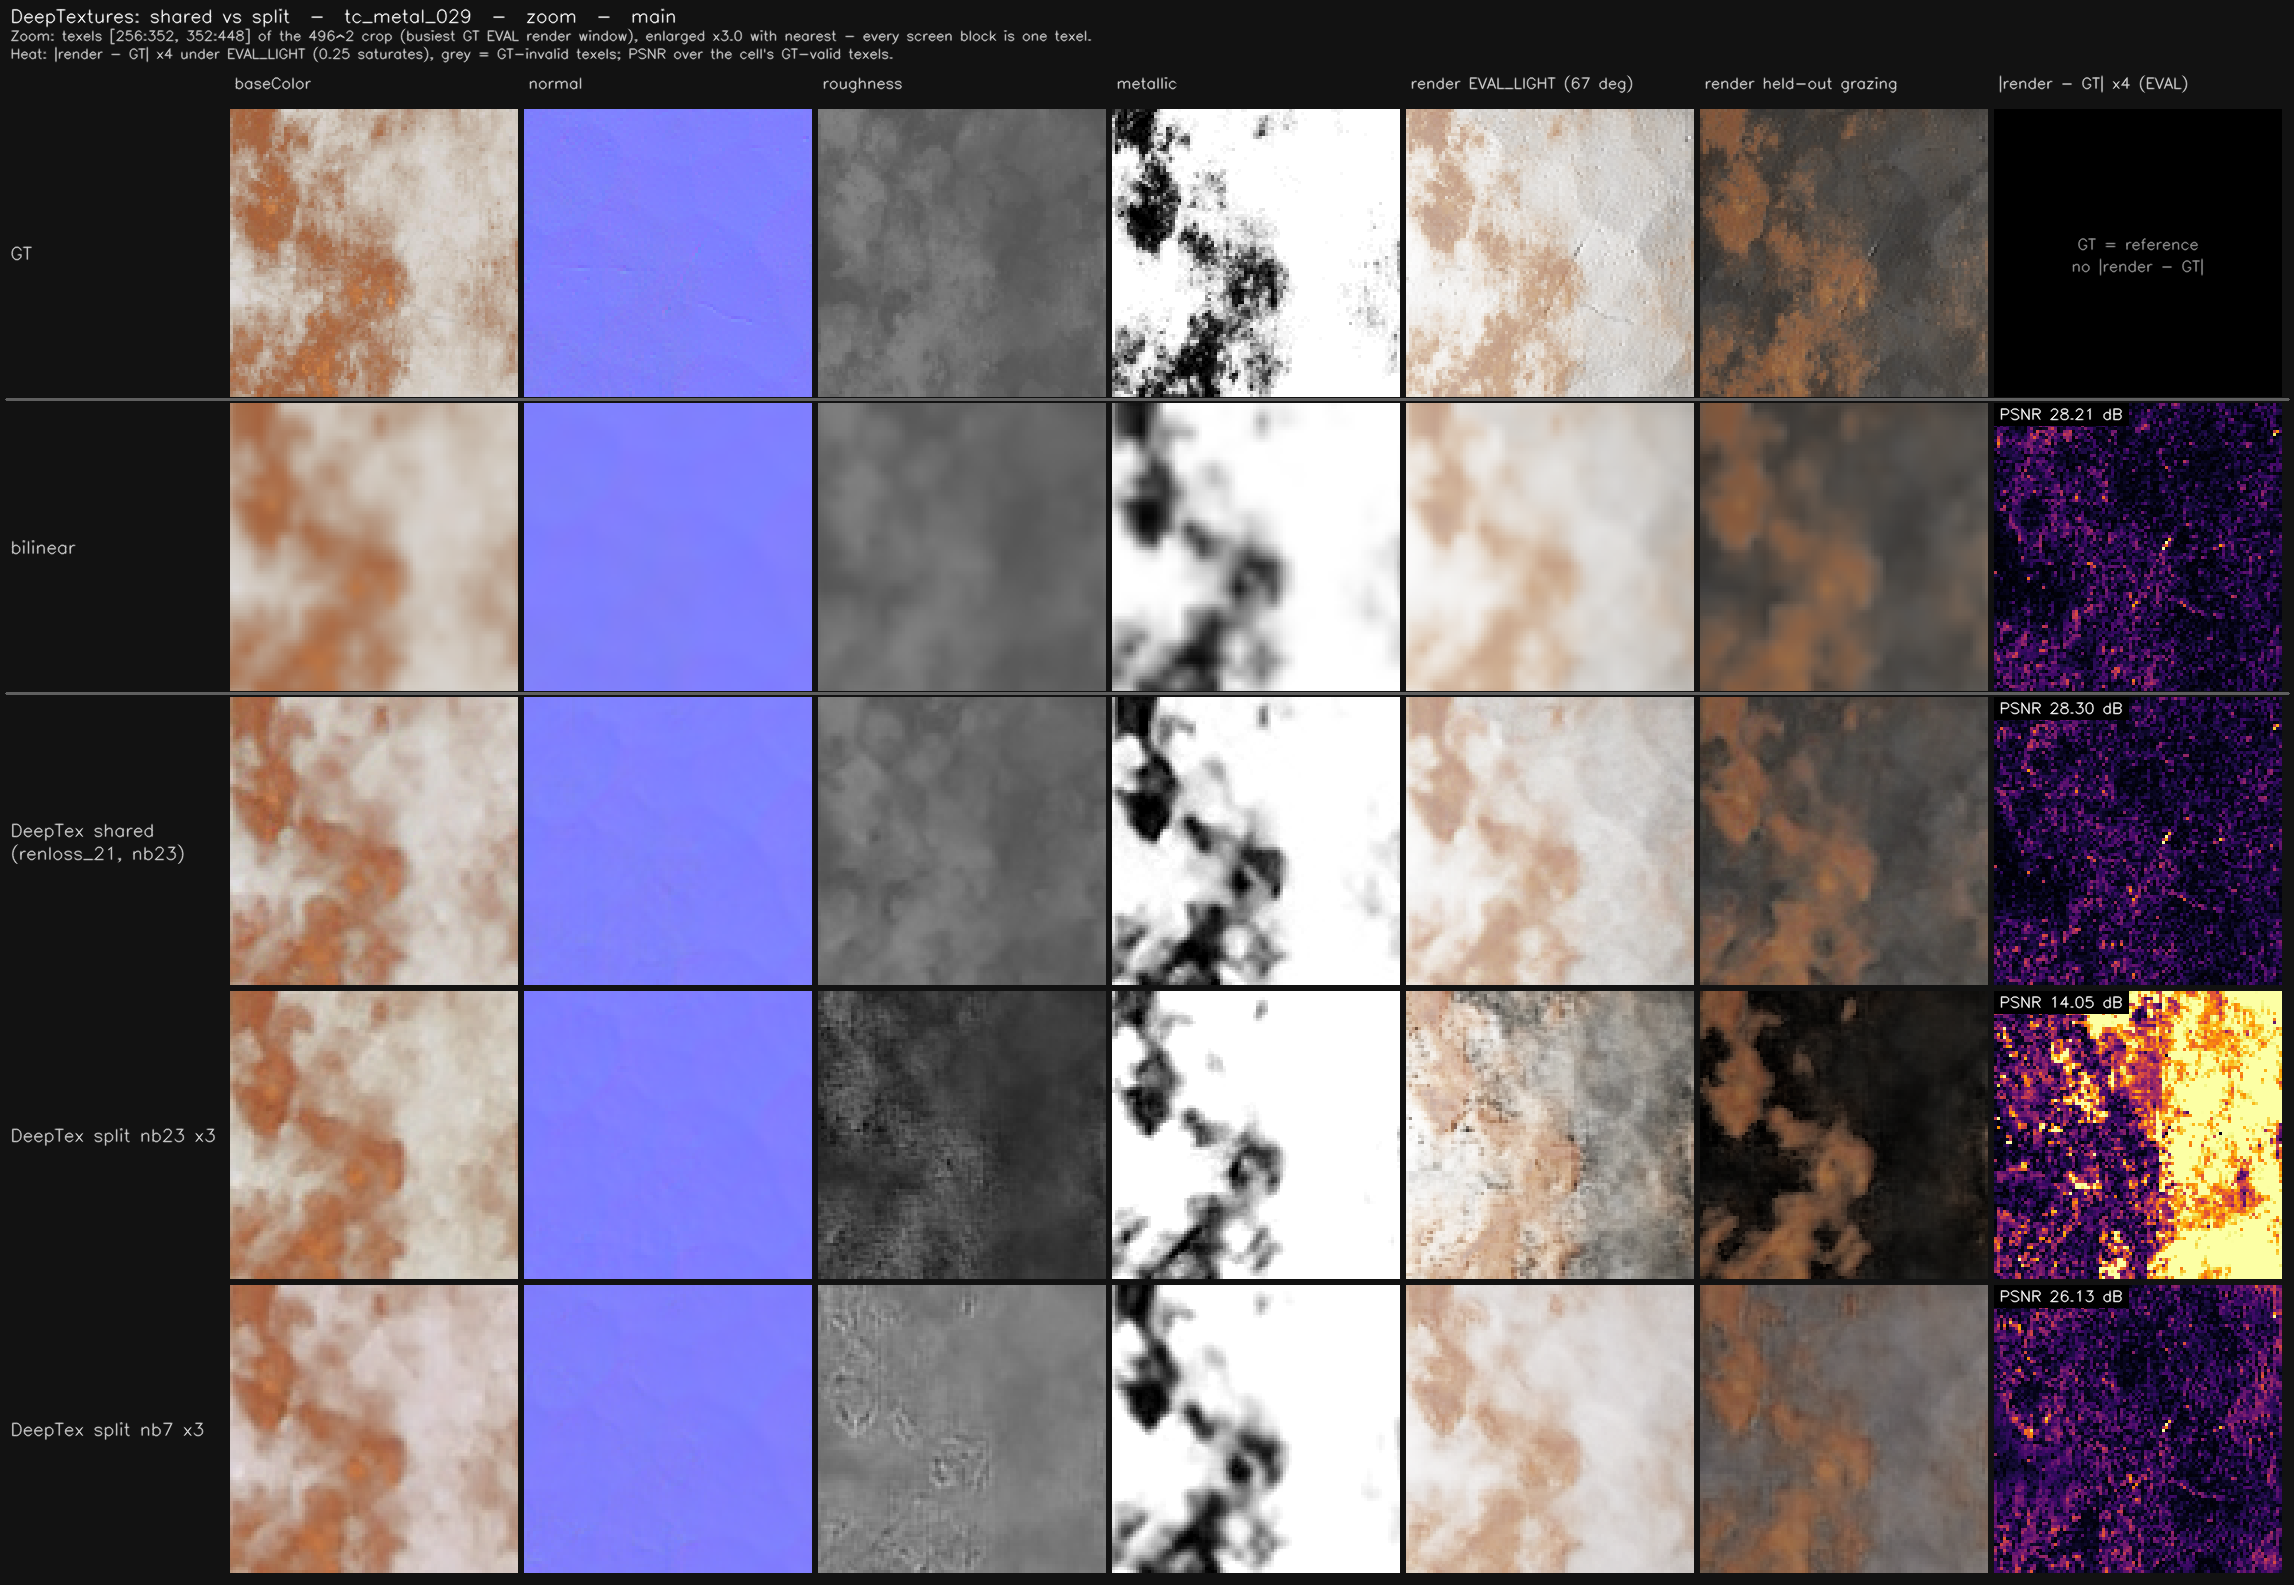 DeepTextures: shared vs split — tc_metal_029 — zoom — main
Zoom: texels [256:352, 352:448] of the 496^2 crop (busiest GT EVAL render window), enlarged x3.0 with nearest — every screen block is one texel.
Heat: |render − GT| x4 under EVAL_LIGHT (0.25 saturates), grey = GT-invalid texels; PSNR over the cell's GT-valid texels.
baseColor
normal
roughness
metallic
render EVAL_LIGHT (67 deg)
render held-out grazing
|render − GT| x4 (EVAL)
GT
GT = reference
no |render − GT|
bilinear
PSNR 28.21 dB
DeepTex shared
(renloss_21, nb23)
PSNR 28.30 dB
DeepTex split nb23 x3
PSNR 14.05 dB
DeepTex split nb7 x3
PSNR 26.13 dB